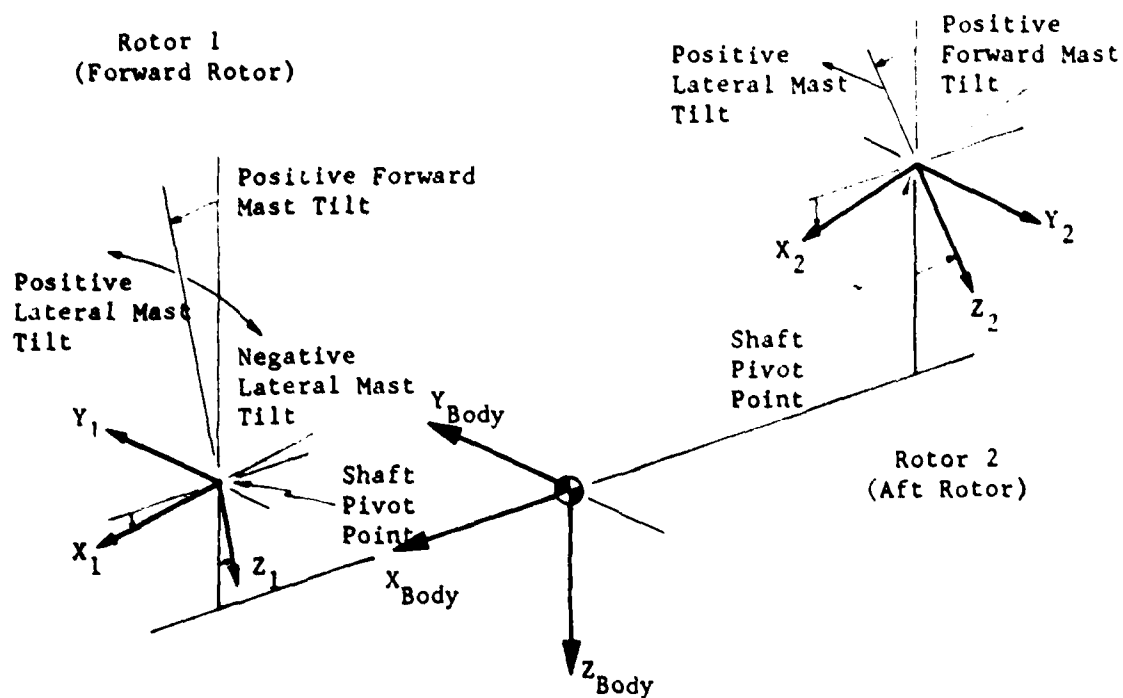 Rotor 1
(Forward Rotor)
Positive Forward
Mast Tilt
Positive
Lateral Mast
Tilt
Negative
Lateral Mast
Tilt
Y1
X1
Z1
Shaft
Pivot
Point
YBody
XBody
ZBody
Positive
Lateral Mast
Tilt
Positive
Forward Mast
Tilt
X2
Y2
Z2
Shaft
Pivot
Point
Rotor 2
(Aft Rotor)